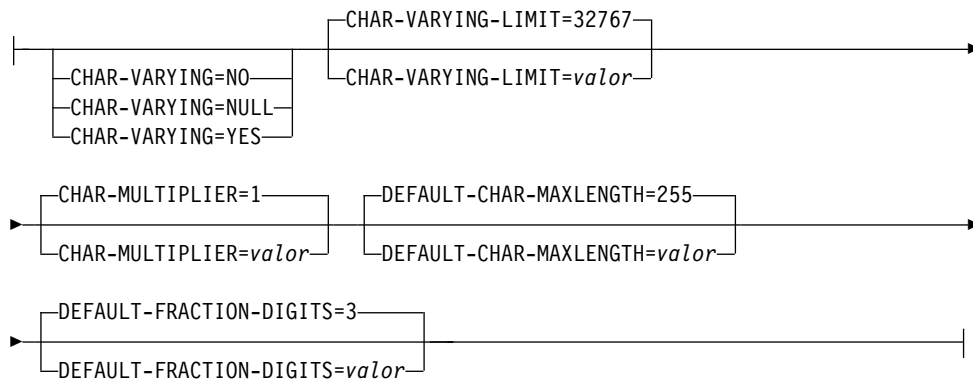 CHAR-VARYING-LIMIT=32767
CHAR-VARYING=NO
CHAR-VARYING-LIMIT=valor
CHAR-VARYING=NULL
CHAR-VARYING=YES
CHAR-MULTIPLIER=1
DEFAULT-CHAR-MAXLENGTH=255
CHAR-MULTIPLIER=valor
DEFAULT-CHAR-MAXLENGTH=valor
DEFAULT-FRACTION-DIGITS=3
DEFAULT-FRACTION-DIGITS=valor